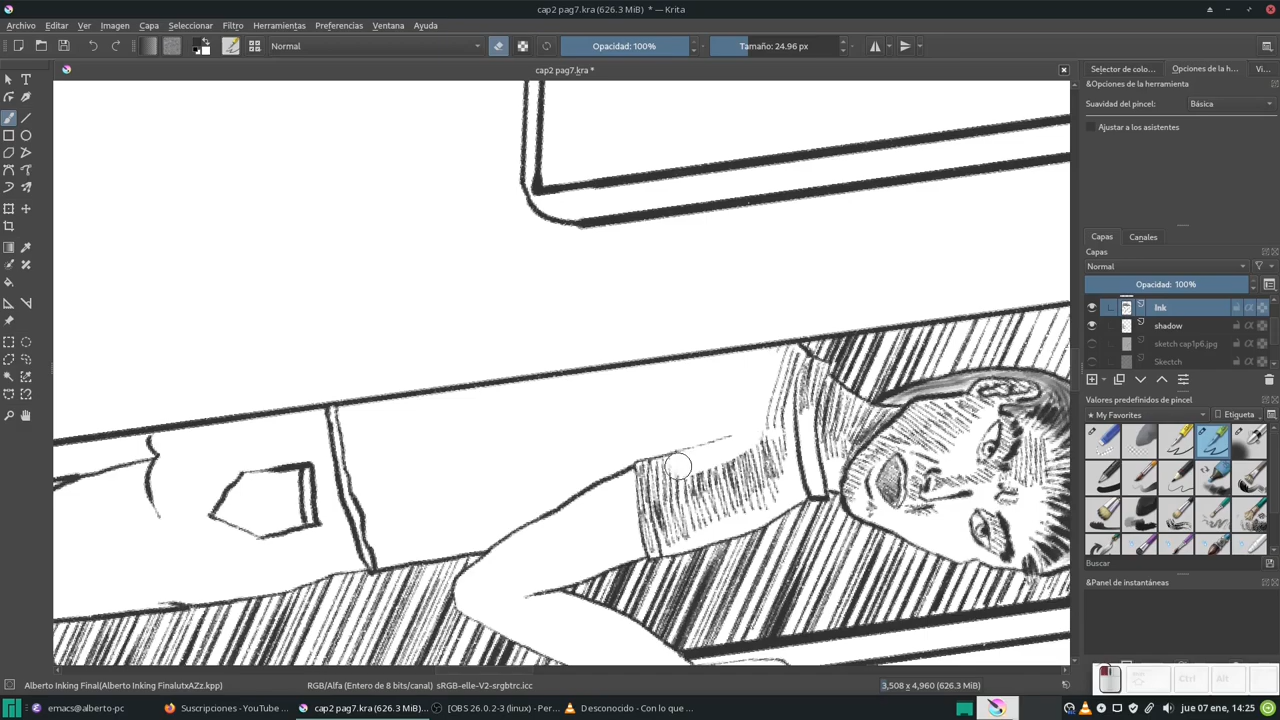 cap2 pag7.kra (626.3 MiB)  * — Krita
Archivo Editar Ver Imagen Capa Seleccionar Filtro Herramientas Preferencias Ventana Ayuda
Normal Opacidad: 100% Tamaño: 24.96 px
cap2 pag7.kra *
Selector de colo... Opciones de la h... Vi...
&Opciones de la herramienta
Suavidad del pincel: Básica
Ajustar a los asistentes
Capas Canales
Capas
Normal
Opacidad: 100%
Ink
shadow
sketch cap1p6.jpg
Skectch
Valores predefinidos de pincel
My Favorites Etiqueta
Buscar
&Panel de instantáneas
Ctrl Alt
Alberto Inking Final(Alberto Inking FinalutxAZz.kpp) RGB/Alfa (Entero de 8 bits/canal) sRGB-elle-V2-srgbtrc.icc 3,508 x 4,960 (626.3 MiB)
emacs@alberto-pc Suscripciones - YouTube ... cap2 pag7.kra (626.3 MiB)... [OBS 26.0.2-3 (linux) - Per... Desconocido - Con lo que ... jue 07 ene, 14:25